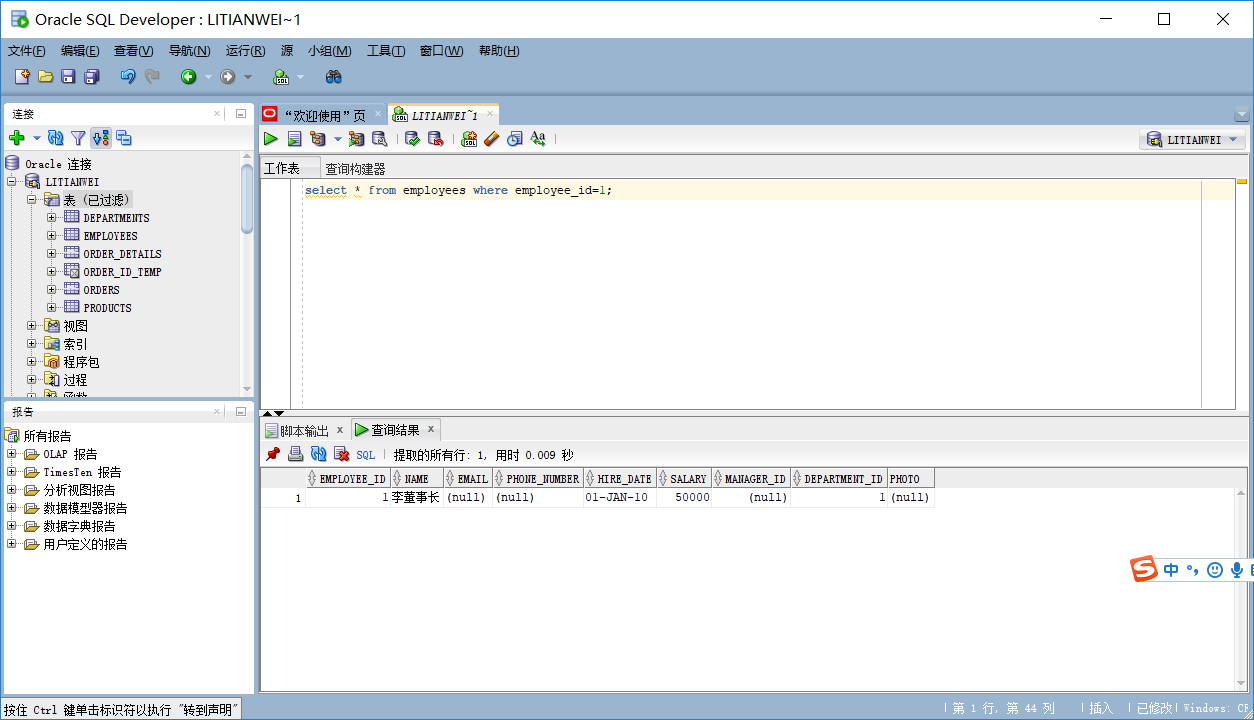 Oracle SQL Developer : LITIANWEI~1
文件(F) 编辑(E) 查看(V) 导航(N) 运行(R) 源 小组(M) 工具(T) 窗口(W) 帮助(H)
连接
Oracle 连接
LITIANWEI
表 (已过滤)
DEPARTMENTS
EMPLOYEES
ORDER_DETAILS
ORDER_ID_TEMP
ORDERS
PRODUCTS
视图
索引
程序包
过程
函数
报告
所有报告
OLAP 报告
TimesTen 报告
分析视图报告
数据模型器报告
数据字典报告
用户定义的报告
“欢迎使用”页 LITIANWEI~1
LITIANWEI
工作表 查询构建器
select * from employees where employee_id=1;
脚本输出 x 查询结果 x
SQL | 提取的所有行: 1, 用时 0.009 秒
EMPLOYEE_ID NAME EMAIL PHONE_NUMBER HIRE_DATE SALARY MANAGER_ID DEPARTMENT_ID PHOTO
1 1 李董事长 (null) (null) 01-JAN-10 50000 (null) 1 (null)
中
按住 Ctrl 键单击标识符以执行 "转到声明"
第 1 行, 第 44 列 | 插入 | 已修改| Windows: CR